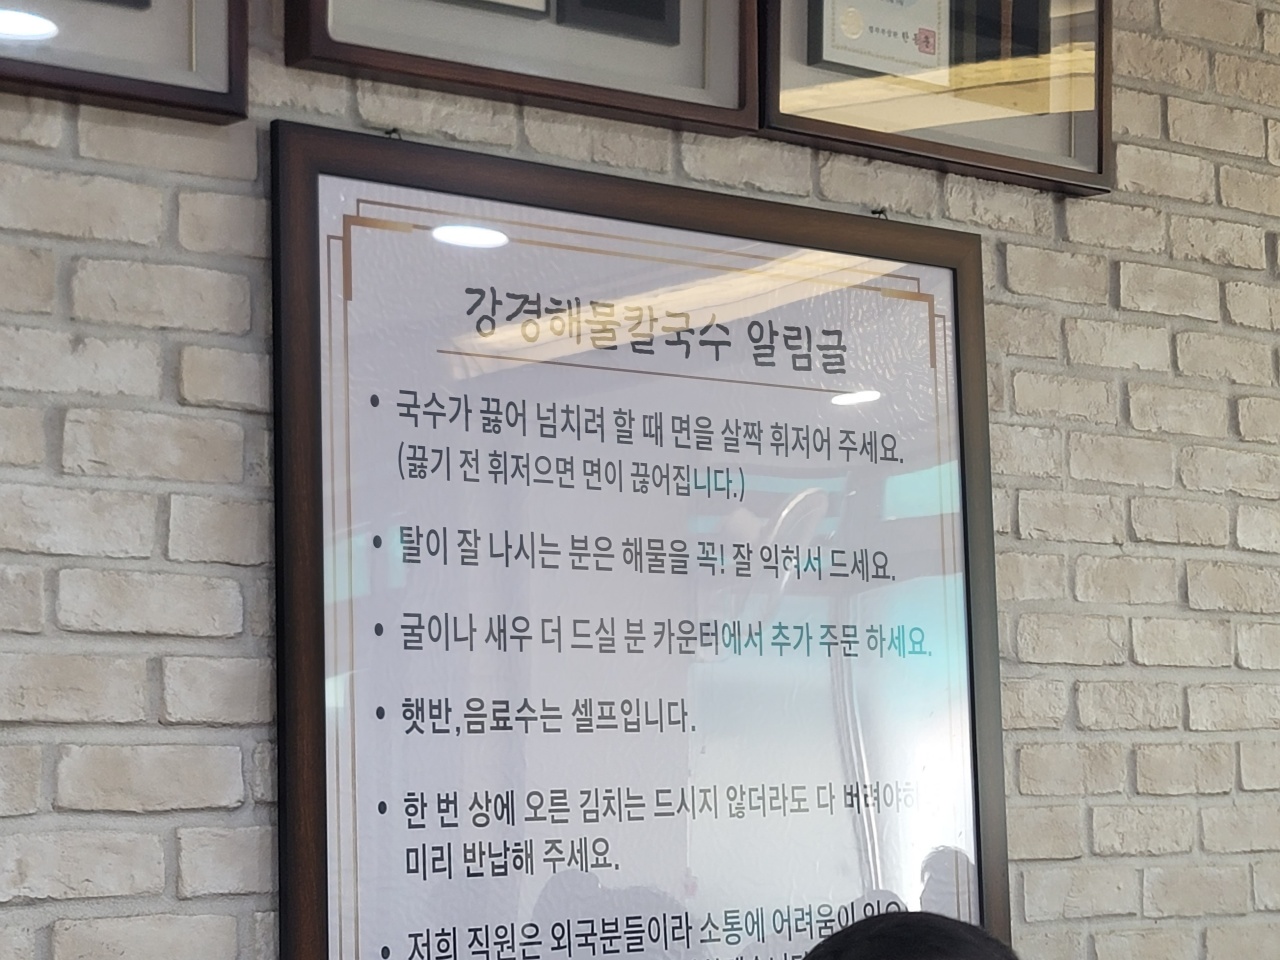 강경해물칼국수 알림글
• 국수가 끓어 넘치려 할 때 면을 살짝 휘저어 주세요.
(끓기 전 휘저으면 면이 끊어집니다.)
• 탈이 잘 나시는 분은 해물을 꼭! 잘 익혀서 드세요.
• 굴이나 새우 더 드실 분 카운터에서 추가 주문 하세요.
• 햇반,음료수는 셀프입니다.
• 한 번 상에 오른 김치는 드시지 않더라도 다 버려야하
미리 반납해 주세요.
• 저희 직원은 외국분들이라 소통에 어려움이